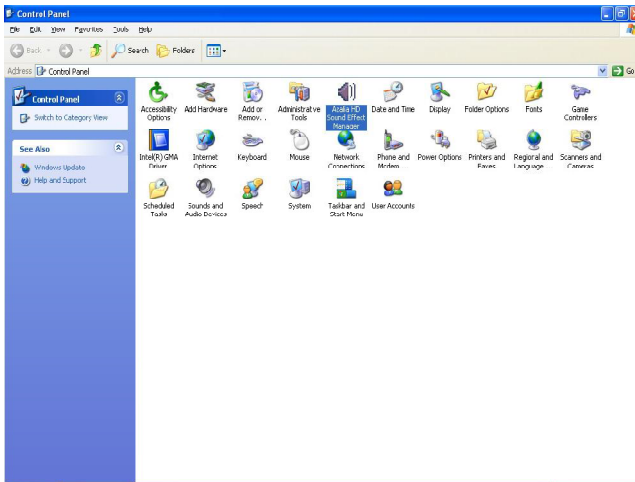 Control Panel
File Edit View Favorites Tools Help
Back Search Folders
Address Control Panel Go
Control Panel
Switch to Category View
See Also
Windows Update
Help and Support
Accessibility Options
Add Hardware
Add or Remov...
Administrative Tools
Azalia HD Sound Effect Manager
Date and Time
Display
Folder Options
Fonts
Game Controllers
Intel(R) GMA Driver
Internet Options
Keyboard
Mouse
Network Connections
Phone and Modem
Power Options
Printers and Faxes
Regional and Language
Scanners and Cameras
Scheduled Tasks
Sounds and Audio Devices
Speech
System
Taskbar and Start Menu
User Accounts